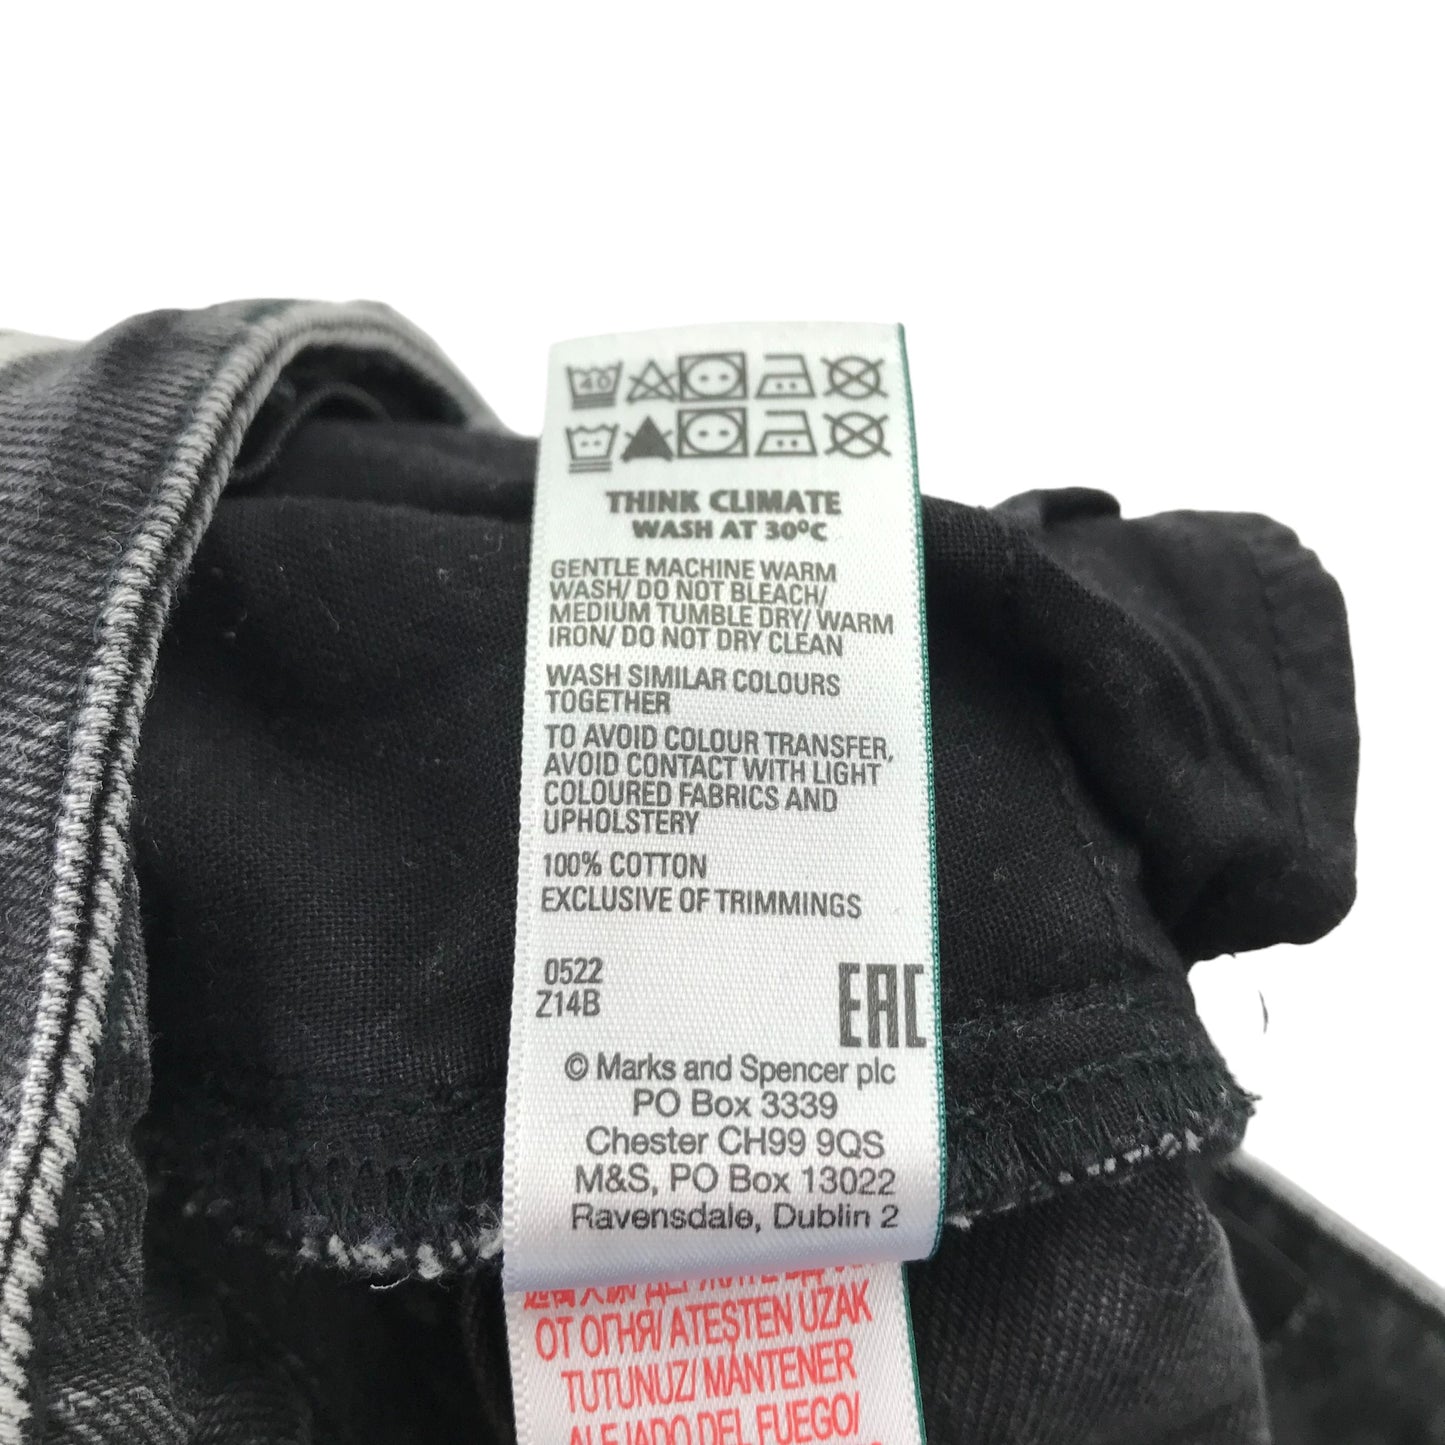 40
THINK CLIMATE
WASH AT 30ºC
GENTLE MACHINE WARM
WASH/ DO NOT BLEACH/
MEDIUM TUMBLE DRY/ WARM
IRON/ DO NOT DRY CLEAN
WASH SIMILAR COLOURS
TOGETHER
TO AVOID COLOUR TRANSFER,
AVOID CONTACT WITH LIGHT
COLOURED FABRICS AND
UPHOLSTERY
100% COTTON
EXCLUSIVE OF TRIMMINGS
0522
Z14B
EAC
© Marks and Spencer plc
PO Box 3339
Chester CH99 9QS
M&S, PO Box 13022
Ravensdale, Dublin 2
ОТ ОГНЯ/ ATEŞTEN UZAK
TUTUNUZ/ MANTENER
ALEJADO DEL FUEGO/